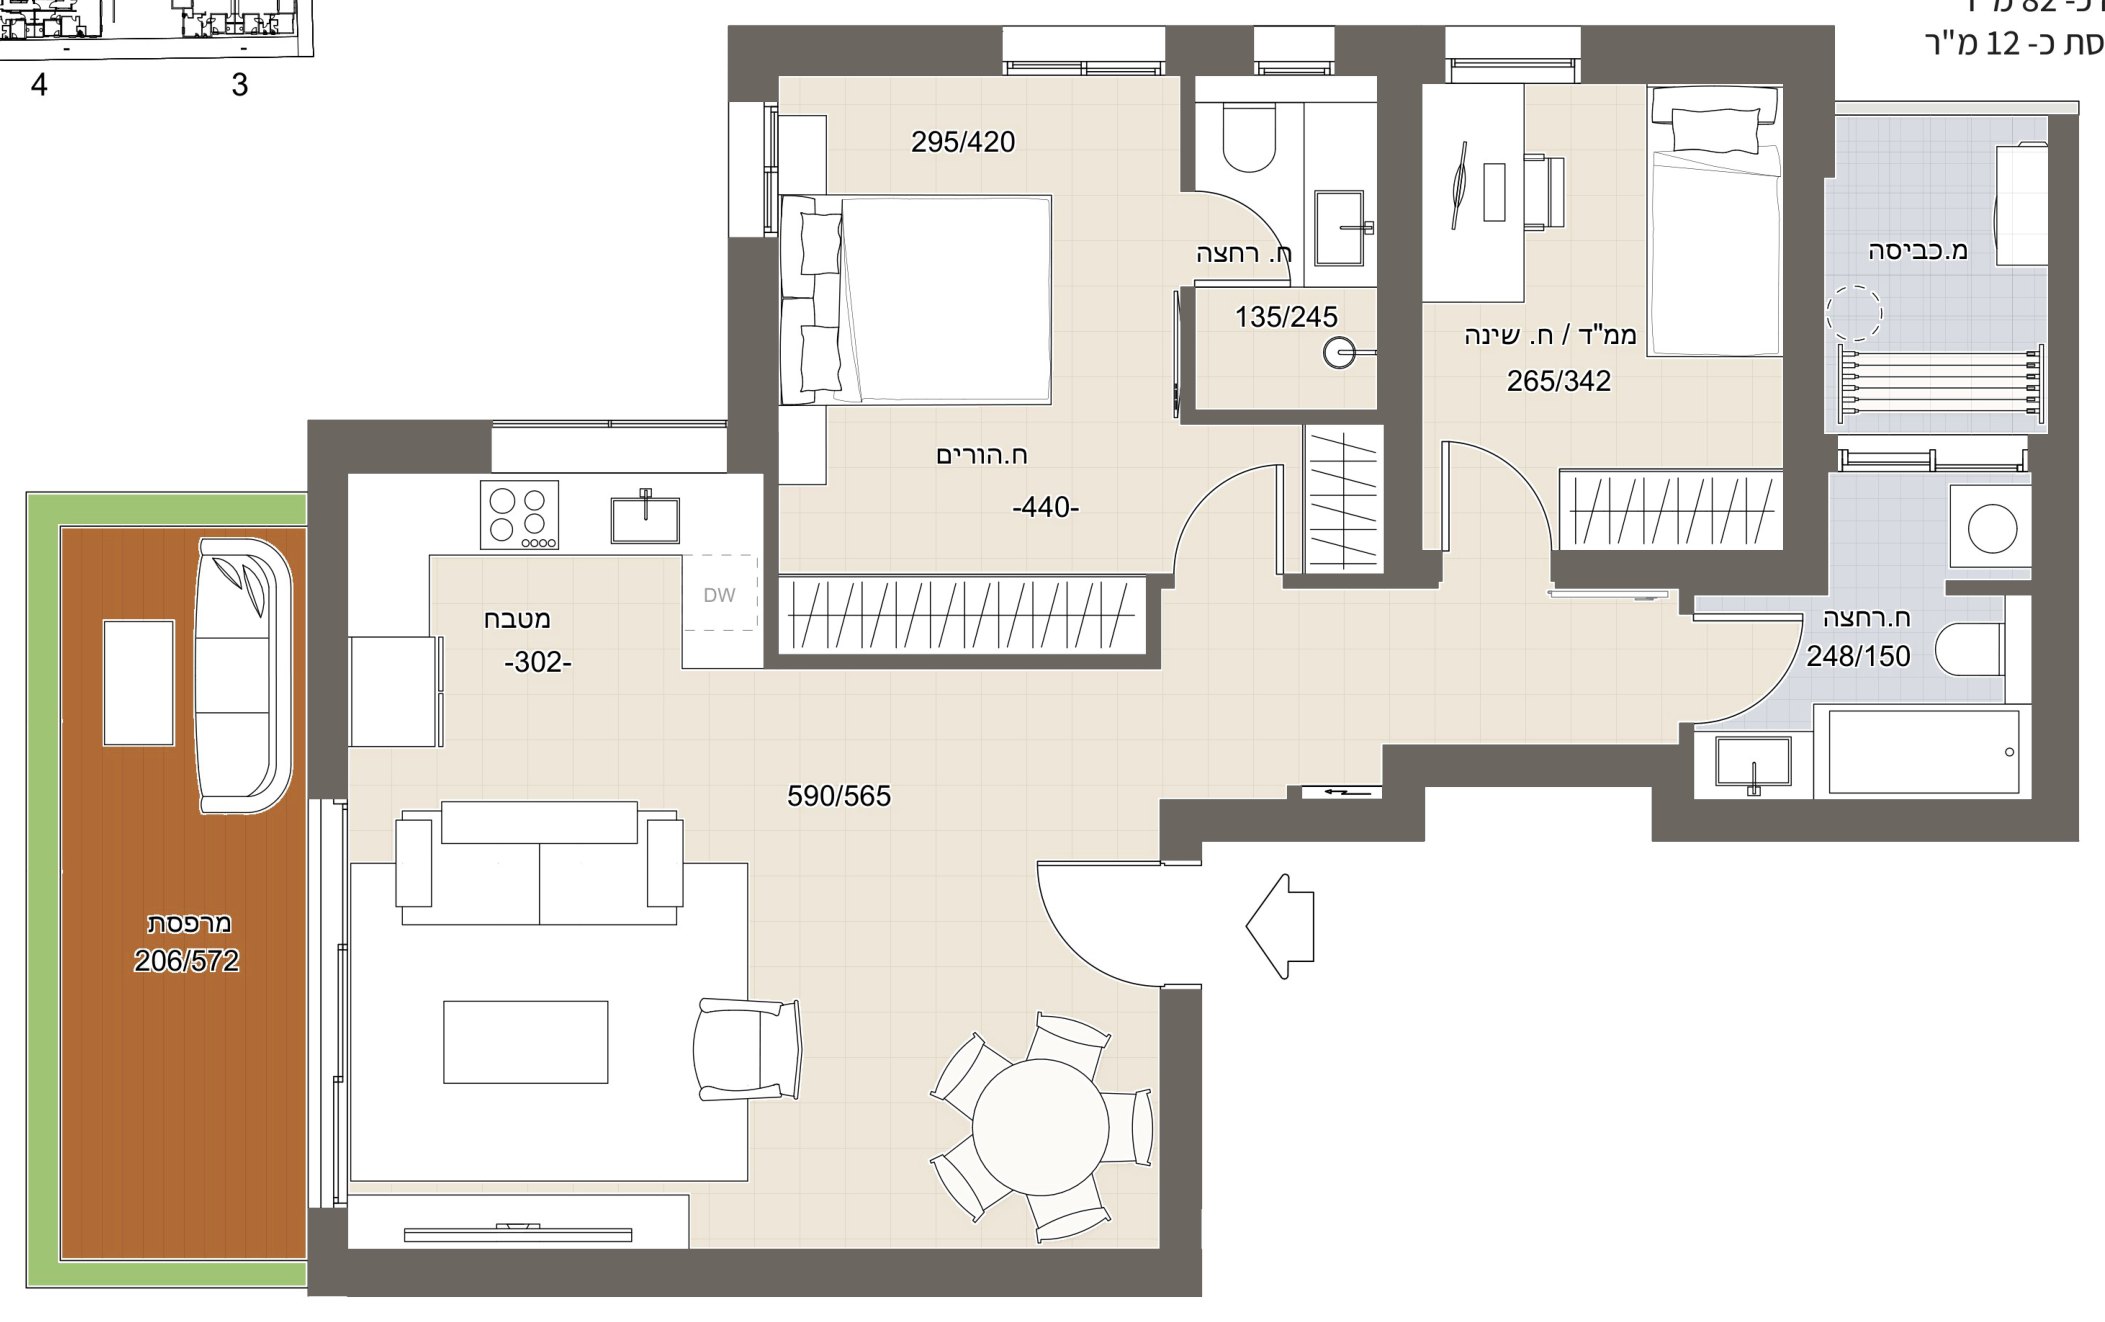 סת כ- 12 מ"ר
4
3
295/420
ח. רחצה
135/245
ממ"ד / ח. שינה
265/342
מ.כביסה
ח.הורים
-440-
DW
מטבח
-302-
ח.רחצה
248/150
590/565
מרפסת
206/572